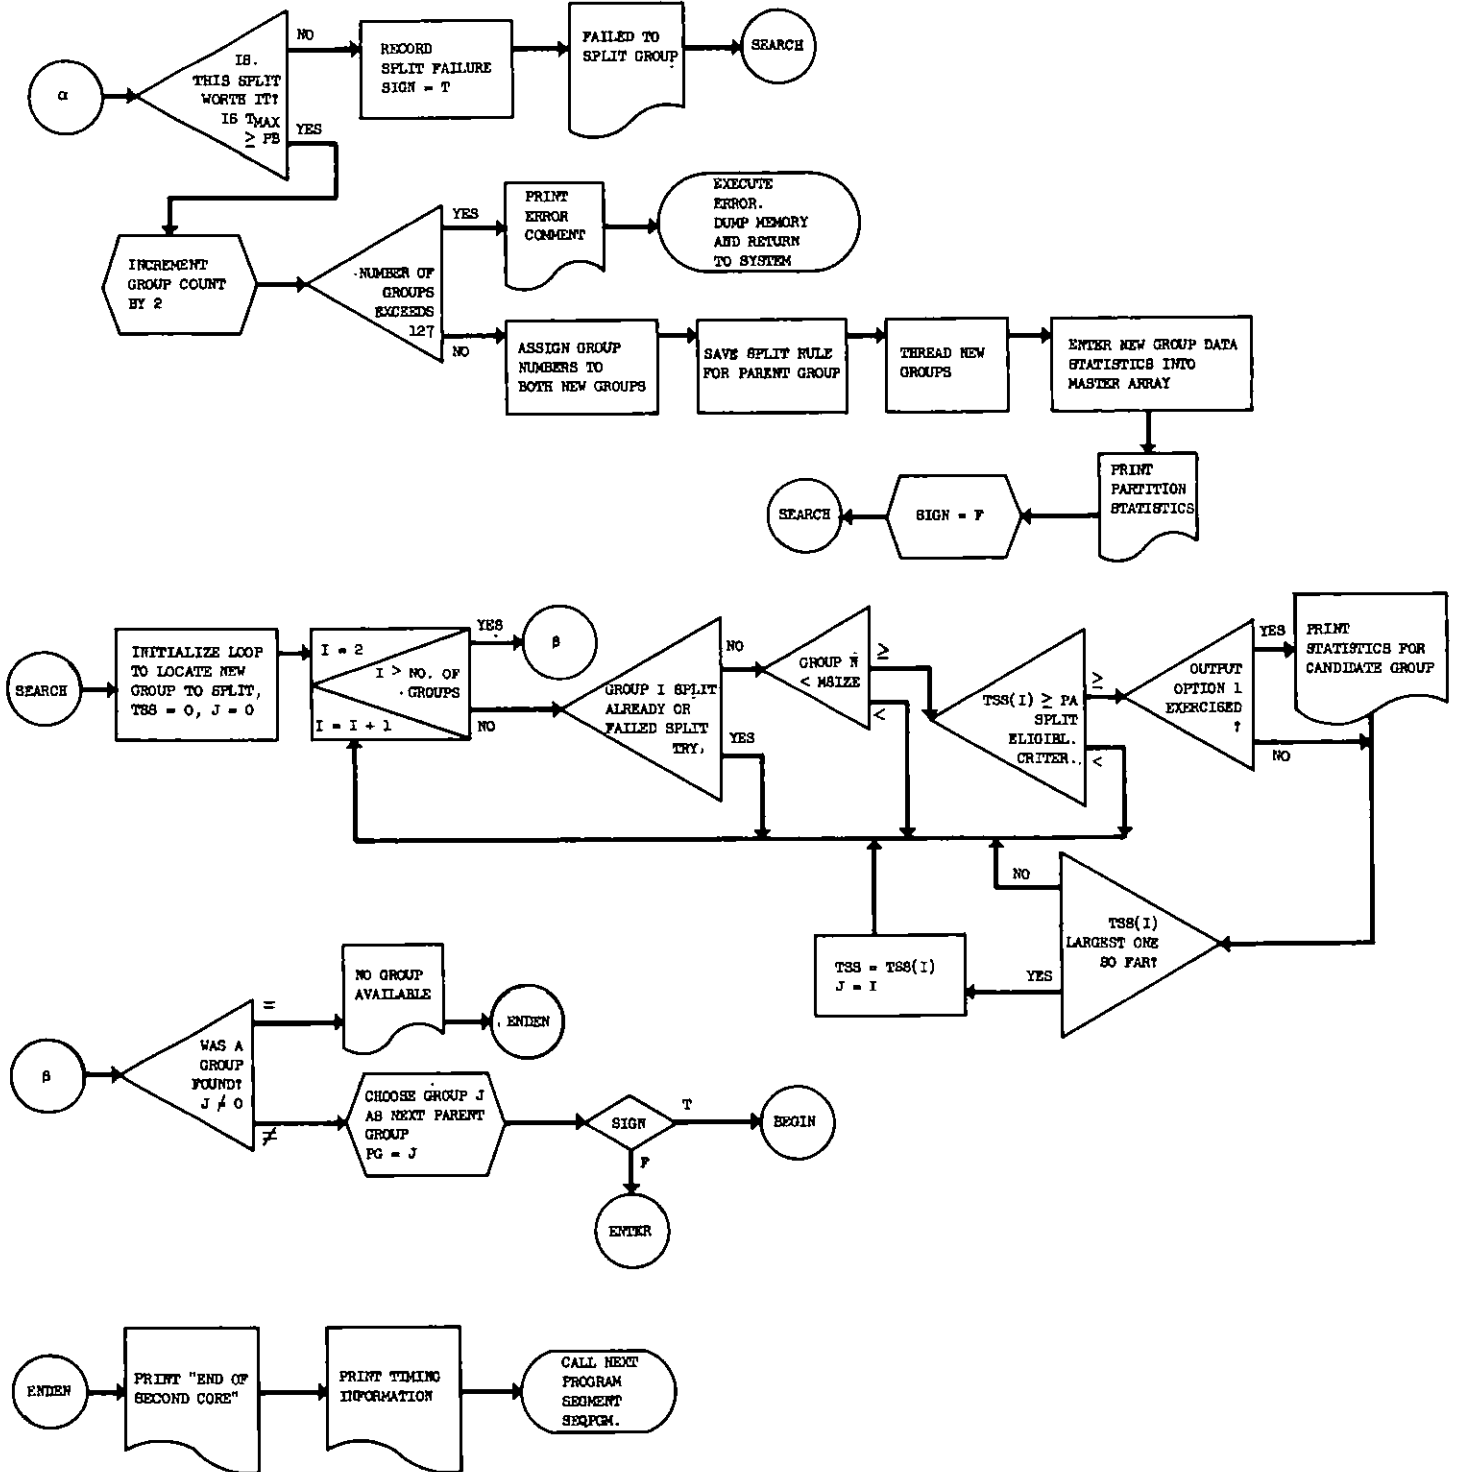 α
IS.
THIS SPLIT
WORTH IT?
IS TMAX
≥ PB
NO
YES
RECORD
SPLIT FAILURE
SIGN = T
FAILED TO
SPLIT GROUP
SEARCH
INCREMENT
GROUP COUNT
BY 2
NUMBER OF
GROUPS
EXCEEDS
127
YES
NO
PRINT
ERROR
COMMENT
EXECUTE
ERROR.
DUMP MEMORY
AND RETURN
TO SYSTEM
ASSIGN GROUP
NUMBERS TO
BOTH NEW GROUPS
SAVE SPLIT RULE
FOR PARENT GROUP
THREAD NEW
GROUPS
ENTER NEW GROUP DATA
STATISTICS INTO
MASTER ARRAY
PRINT
PARTITION
STATISTICS
SIGN = F
SEARCH
SEARCH
INITIALIZE LOOP
TO LOCATE NEW
GROUP TO SPLIT,
TSS = 0, J = 0
I = 2
I > NO. OF
GROUPS
I = I + 1
YES
NO
β
GROUP I SPLIT
ALREADY OR
FAILED SPLIT
TRY.
NO
YES
GROUP N
< MSIZE
≥
<
TSS(I) ≥ PA
SPLIT
ELIGIBL.
CRITER.
≥
<
OUTPUT
OPTION 1
EXERCISED
?
YES
NO
PRINT
STATISTICS FOR
CANDIDATE GROUP
TSS(I)
LARGEST ONE
SO FAR?
NO
YES
TSS = TSS(I)
J = I
β
WAS A
GROUP
FOUND?
J ≠ 0
=
≠
NO GROUP
AVAILABLE
ENDEN
CHOOSE GROUP J
AS NEXT PARENT
GROUP
PG = J
SIGN
T
F
BEGIN
ENTER
ENDEN
PRINT "END OF
SECOND CORE"
PRINT TIMING
INFORMATION
CALL NEXT
PROGRAM
SEGMENT
SEQPGM.